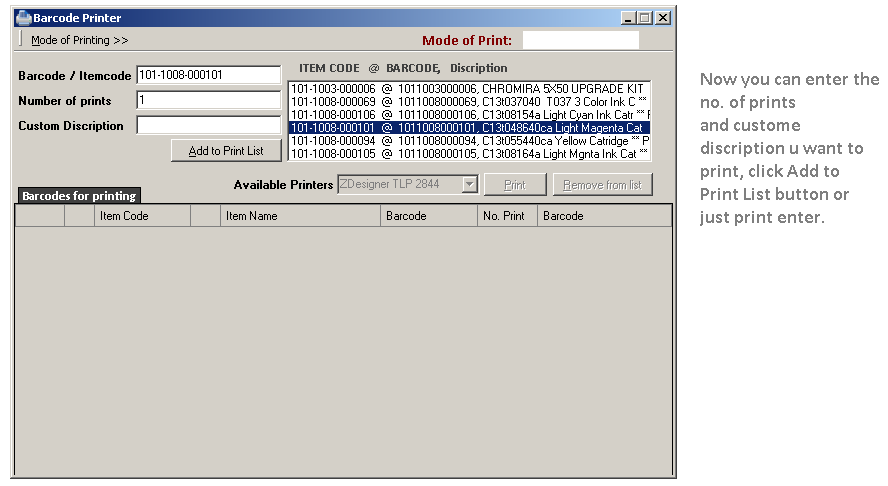 Barcode Printer
Mode of Printing >>
Mode of Print:
Barcode / Itemcode
101-1008-000101
Number of prints
1
Custom Discription
Add to Print List
ITEM CODE @ BARCODE, Discription
101-1003-000006 @ 1011003000006, CHROMIRA 5X50 UPGRADE KIT
101-1008-000069 @ 1011008000069, C13t037040 T037 3 Color Ink C **
101-1008-000106 @ 1011008000106, C13t08154a Light Cyan Ink Catr **
101-1008-000101 @ 1011008000101, C13t048640ca Light Magenta Cat
101-1008-000094 @ 1011008000094, C13t055440ca Yellow Catridge ** P
101-1008-000105 @ 1011008000105, C13t08164a Light Mgnta Ink Cat **
Available Printers
ZDesigner TLP 2844
Print
Remove from list
Barcodes for printing
Item Code
Item Name
Barcode
No. Print
Barcode
Now you can enter the
no. of prints
and custome
discription u want to
print, click Add to
Print List button or
just print enter.